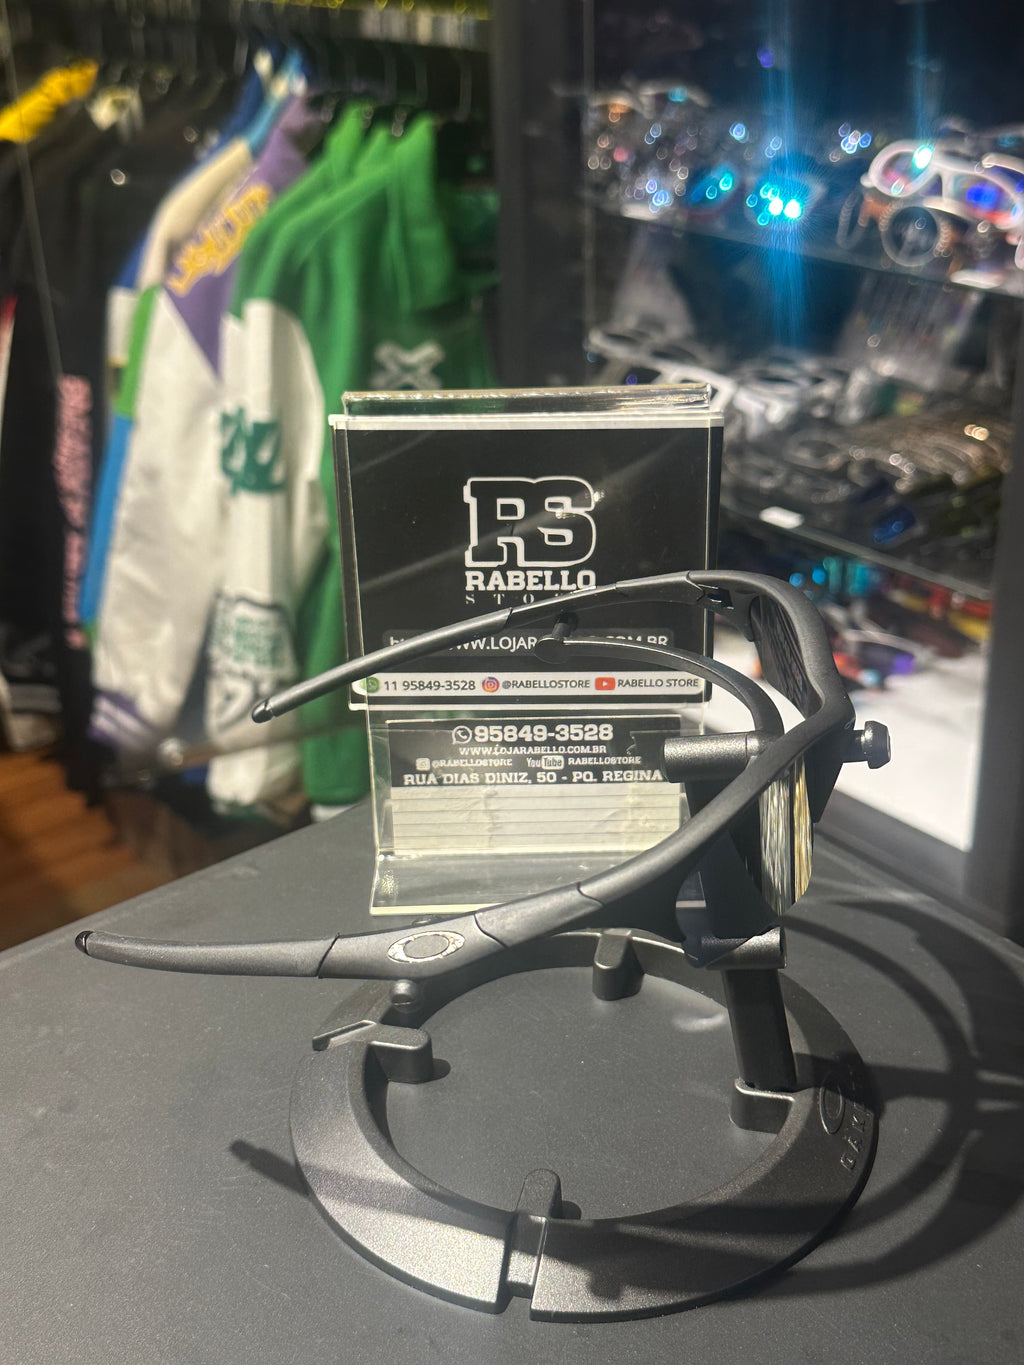 RS
RABELLO
11 95849-3528 @RABELLOSTORE RABELLO STORE
95849-3528
WWW.LOJARABELLO.COM.BR
@RABELLOSTORE YouTube RABELLOSTORE
RUA DIAS DINIZ, 50 - PQ. REGINA